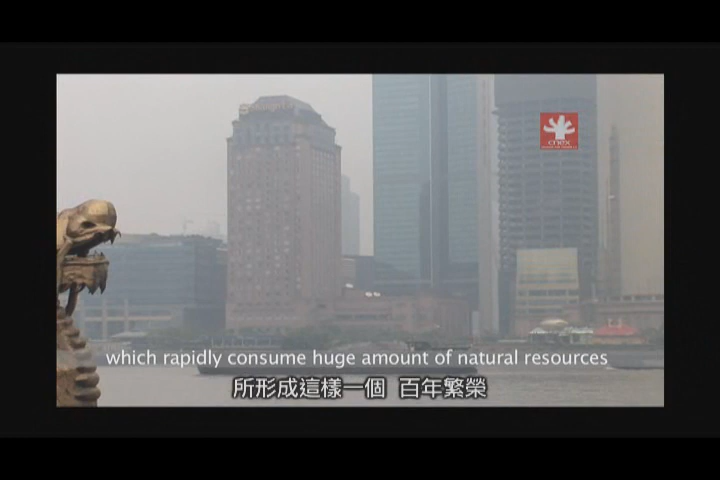 cnex
which rapidly consume huge amount of natural resources
所形成這樣一個 百年繁榮